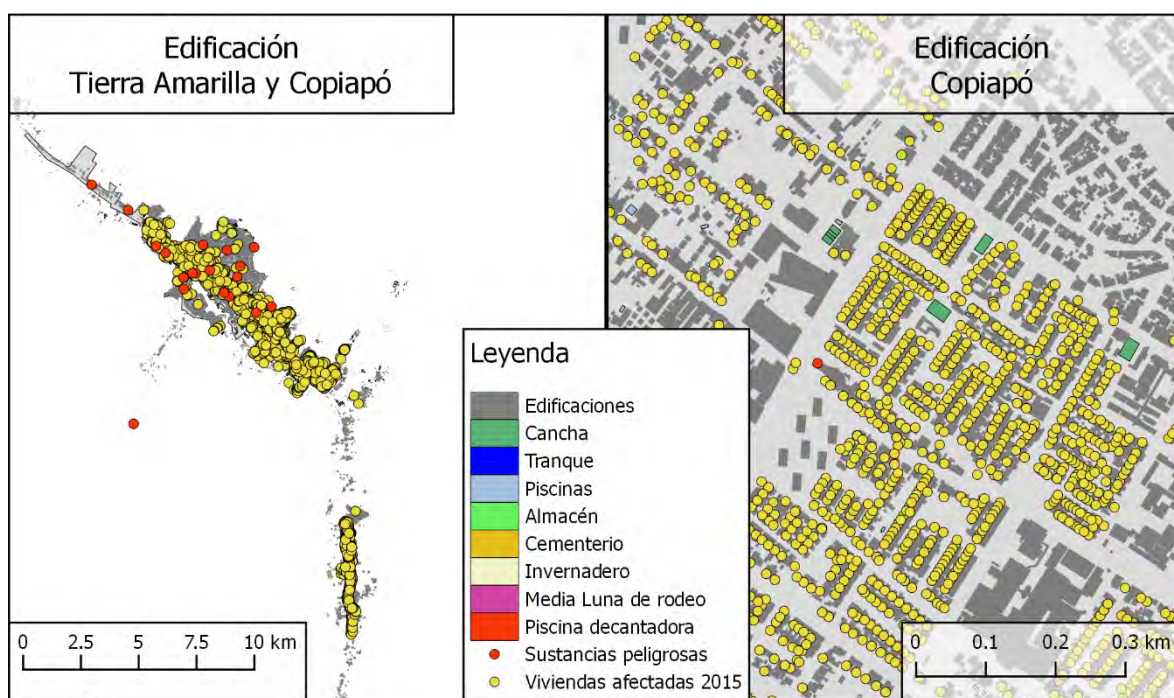 Edificación
Tierra Amarilla y Copiapó
Edificación
Copiapó
Leyenda
Edificaciones
Cancha
Tranque
Piscinas
Almacén
Cementerio
Invernadero
Media Luna de rodeo
Piscina decantadora
Sustancias peligrosas
Viviendas afectadas 2015
0 2.5 5 7.5 10 km
0 0.1 0.2 0.3 km